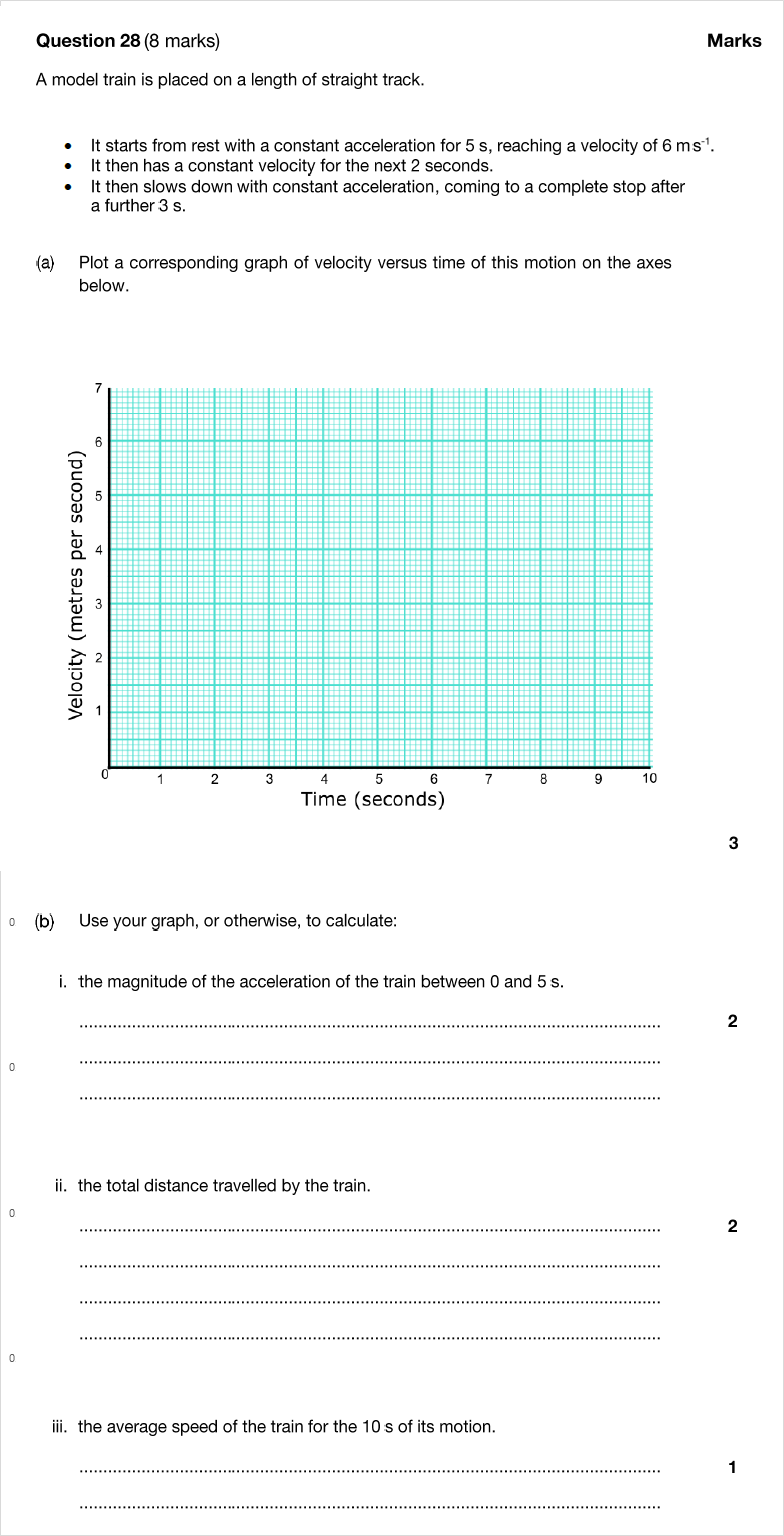 Question 28 (8 marks) Marks
A model train is placed on a length of straight track.
• It starts from rest with a constant acceleration for 5 s, reaching a velocity of 6 m s⁻¹.
• It then has a constant velocity for the next 2 seconds.
• It then slows down with constant acceleration, coming to a complete stop after
a further 3 s.
(a) Plot a corresponding graph of velocity versus time of this motion on the axes
below.
7
6
5
4
3
2
1
Velocity (metres per second)
0 1 2 3 4 5 6 7 8 9 10
Time (seconds)
3
0 (b) Use your graph, or otherwise, to calculate:
i. the magnitude of the acceleration of the train between 0 and 5 s.
.......................................................................... 2
0
..........................................................................
..........................................................................
ii. the total distance travelled by the train.
0
.......................................................................... 2
..........................................................................
..........................................................................
..........................................................................
0
iii. the average speed of the train for the 10 s of its motion.
.......................................................................... 1
..........................................................................